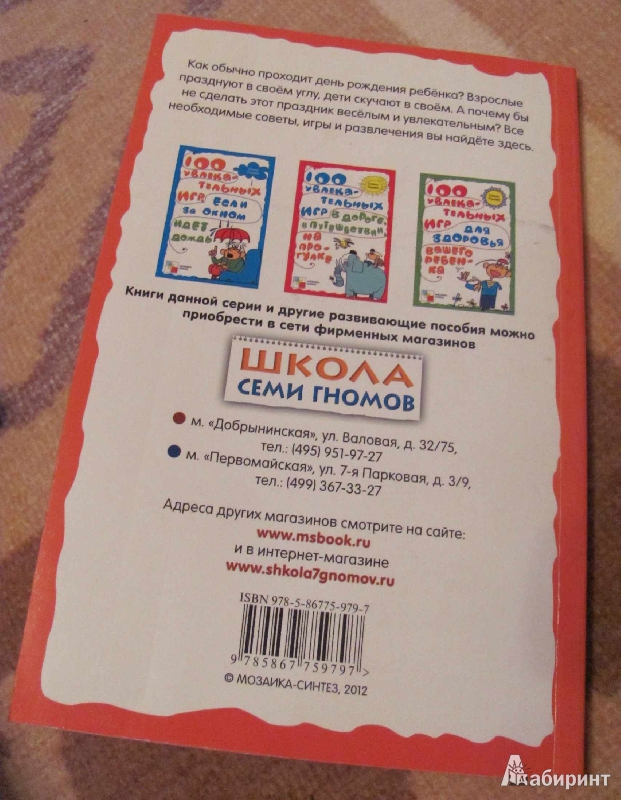 Как обычно проходит день рождения ребёнка? Взрослые
празднуют в своём углу, дети скучают в своём. А почему бы
не сделать этот праздник весёлым и увлекательным? Все
необходимые советы, игры и развлечения вы найдёте здесь.
100
увлека-
тельных
игр если
за окном
идет
дождь
100
увлека-
тельных
игр в дороге,
в путешествии,
на про-
гулке
100
увлека-
тельных
игр для
здоровья
вашего ребен-
ка
Книги данной серии и другие развивающие пособия можно
приобрести в сети фирменных магазинов
ШКОЛА
СЕМИ ГНОМОВ
м. «Добрынинская», ул. Валовая, д. 32/75,
тел.: (495) 951-97-27
м. «Первомайская», ул. 7-я Парковая, д. 3/9,
тел.: (499) 367-33-27
Адреса других магазинов смотрите на сайте:
www.msbook.ru
и в интернет-магазине
www.shkola7gnomov.ru
ISBN 978-5-86775-979-7
9 785867 759797 >
© МОЗАИКА-СИНТЕЗ, 2012
Лабиринт